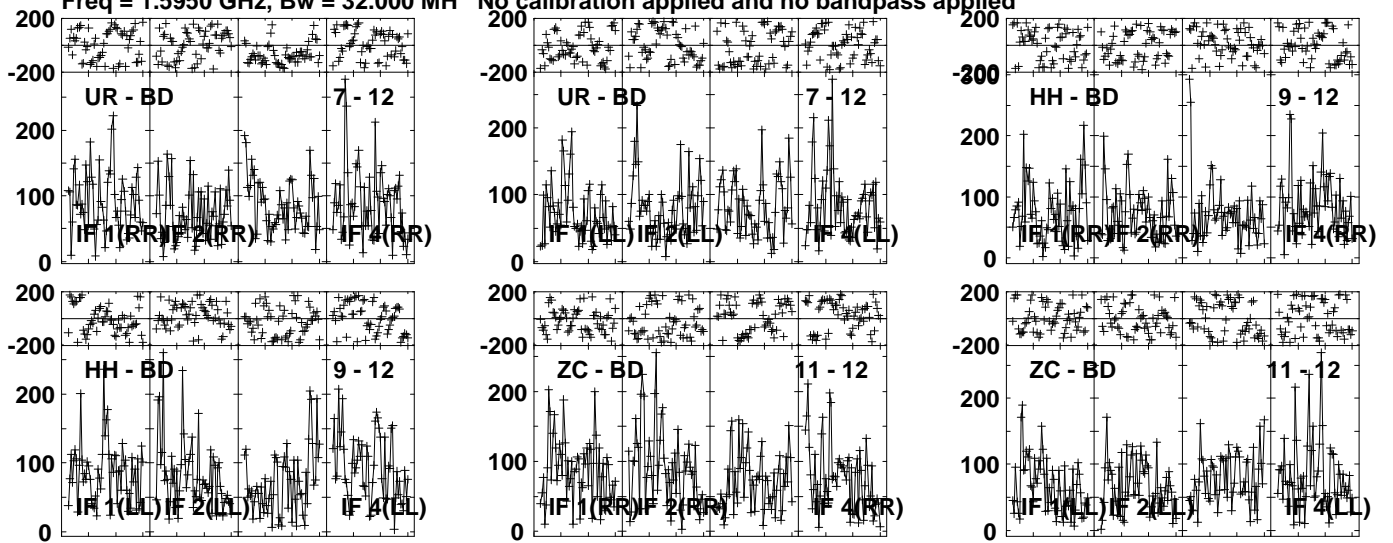 Freq = 1.5950 GHz, Bw = 32.000 MH No calibration applied and no bandpass applied
200 200 200
-200 -200 -200
300
UR - BD 7 - 12 UR - BD 7 - 12 HH - BD 9 - 12
200 200 200
100 100 100
IF 1(RR) IF 2(RR) IF 4(RR) IF 1(LL) IF 2(LL) IF 4(LL) IF 1(RR) IF 2(RR) IF 4(RR)
0 0 0
200 200 200
-200 -200 -200
HH - BD 9 - 12 ZC - BD 11 - 12 ZC - BD 11 - 12
200 200 200
100 100 100
IF 1(LL) IF 2(LL) IF 4(LL) IF 1(RR) IF 2(RR) IF 4(RR) IF 1(LL) IF 2(LL) IF 4(LL)
0 0 0